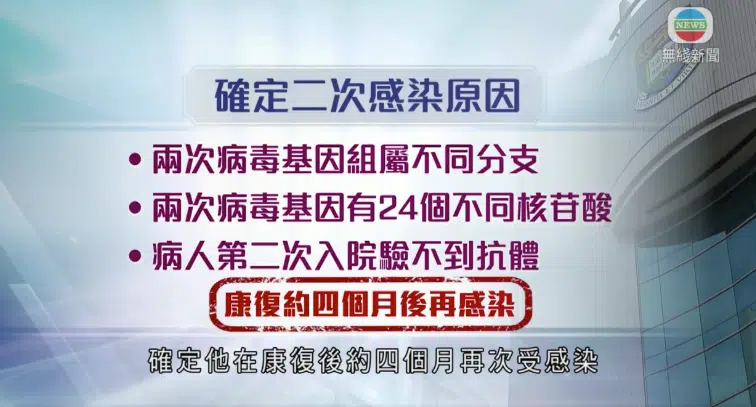 NEWS
無綫新聞
確定二次感染原因
• 兩次病毒基因組屬不同分支
• 兩次病毒基因有24個不同核苷酸
• 病人第二次入院驗不到抗體
康復約四個月後再感染
確定他在康復後約四個月再次受感染